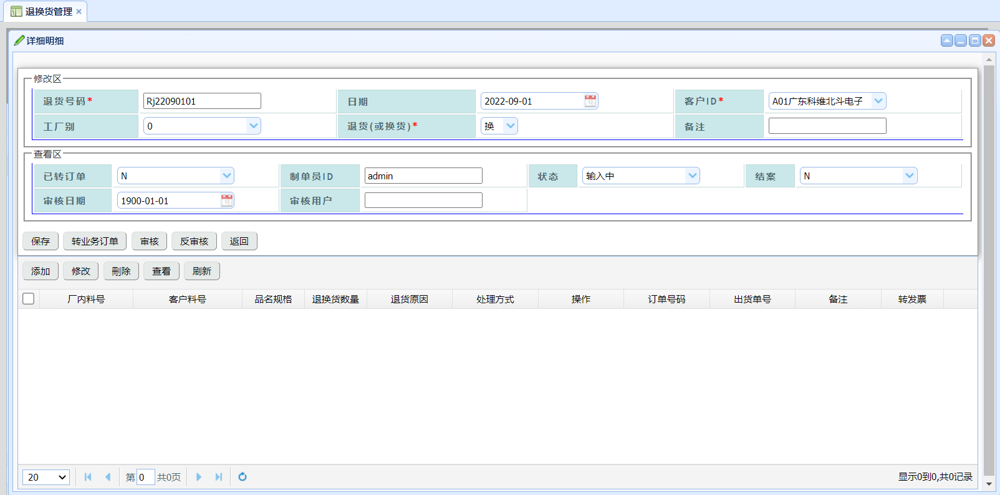 退换货管理
详细明细
修改区
退货号码* Rj22090101 日期 2022-09-01 客户ID* A01广东科维北斗电子
工厂别 0 退货(或换货)* 换 备注
查看区
已转订单 N 制单员ID admin 状态 输入中 结案 N
审核日期 1900-01-01 审核用户
保存 转业务订单 审核 反审核 返回
添加 修改 刪除 查看 刷新
厂内料号 客户料号 品名规格 退换货数量 退货原因 处理方式 操作 订单号码 出货单号 备注 转发票
20 第 0 共0页 显示0到0,共0记录